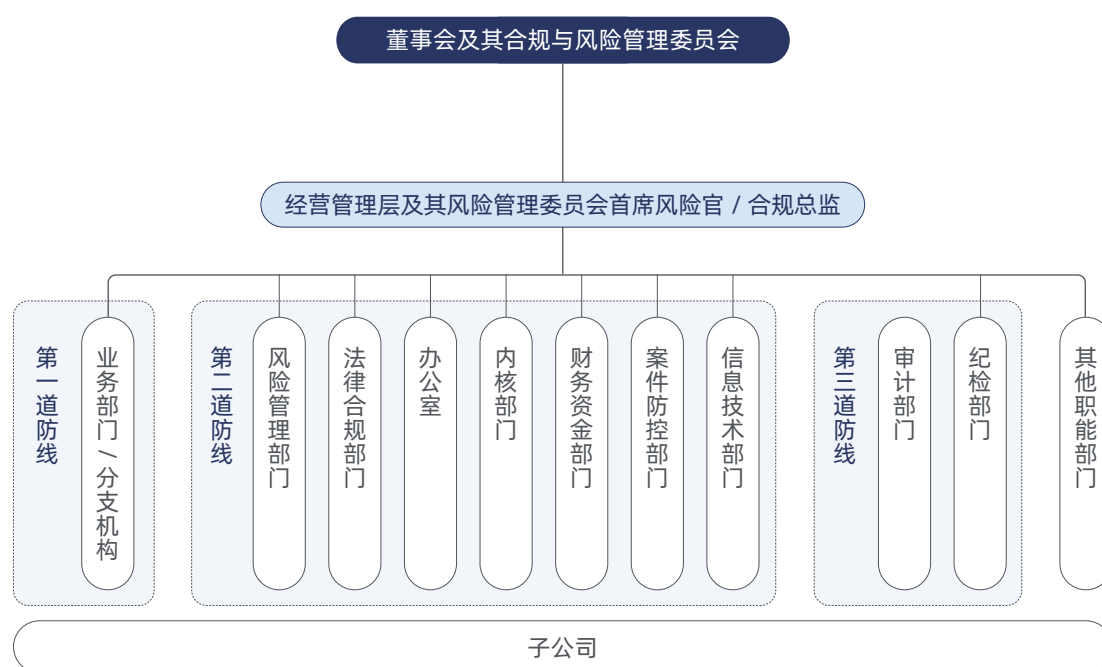 董事会及其合规与风险管理委员会
经营管理层及其风险管理委员会首席风险官 / 合规总监
第一道防线
业务部门 / 分支机构
第二道防线
风险管理部门
法律合规部门
办公室
内核部门
财务资金部门
案件防控部门
信息技术部门
第三道防线
审计部门
纪检部门
其他职能部门
子公司